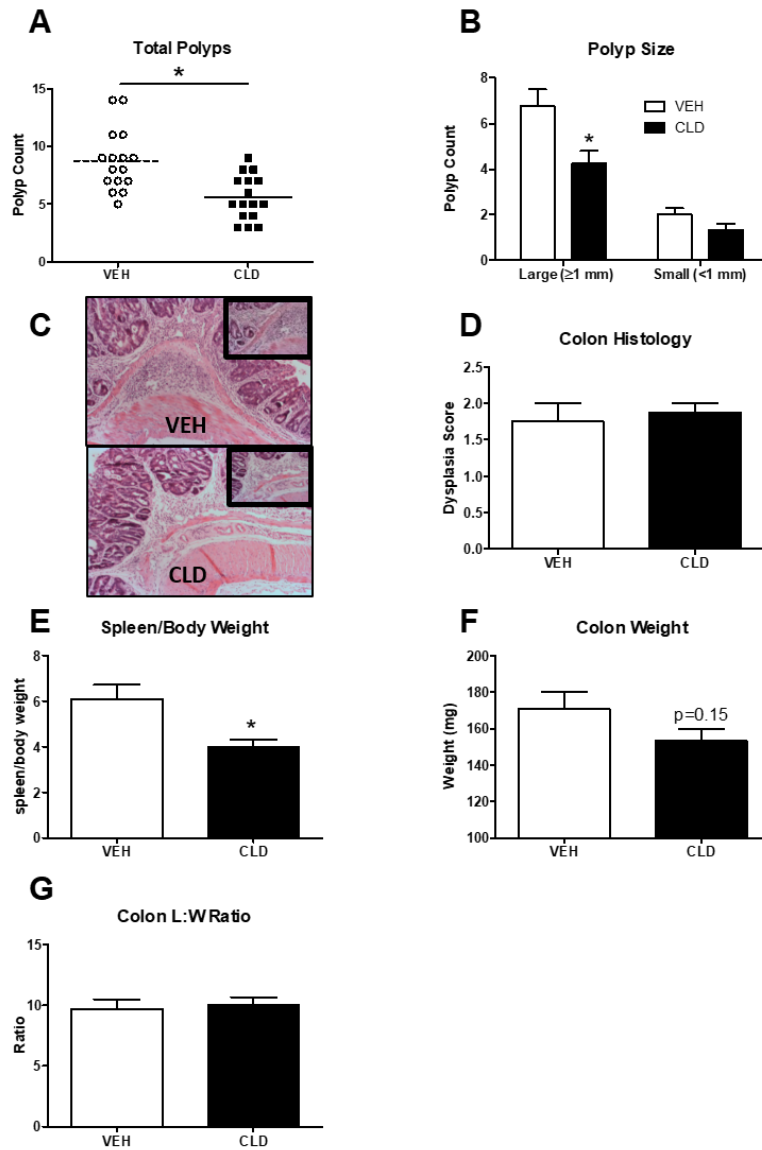 A
Total Polyps
*
15
10
5
0
Polyp Count
VEH
CLD
B
Polyp Size
8
6
4
2
0
Polyp Count
VEH
CLD
*
Large (≥1 mm)
Small (<1 mm)
C
VEH
CLD
D
Colon Histology
2.5
2.0
1.5
1.0
0.5
0.0
Dysplasia Score
VEH
CLD
E
Spleen/Body Weight
8
6
4
2
0
spleen/body weight
*
VEH
CLD
F
Colon Weight
200
180
160
140
120
100
Weight (mg)
p=0.15
VEH
CLD
G
Colon L:W Ratio
15
10
5
0
Ratio
VEH
CLD